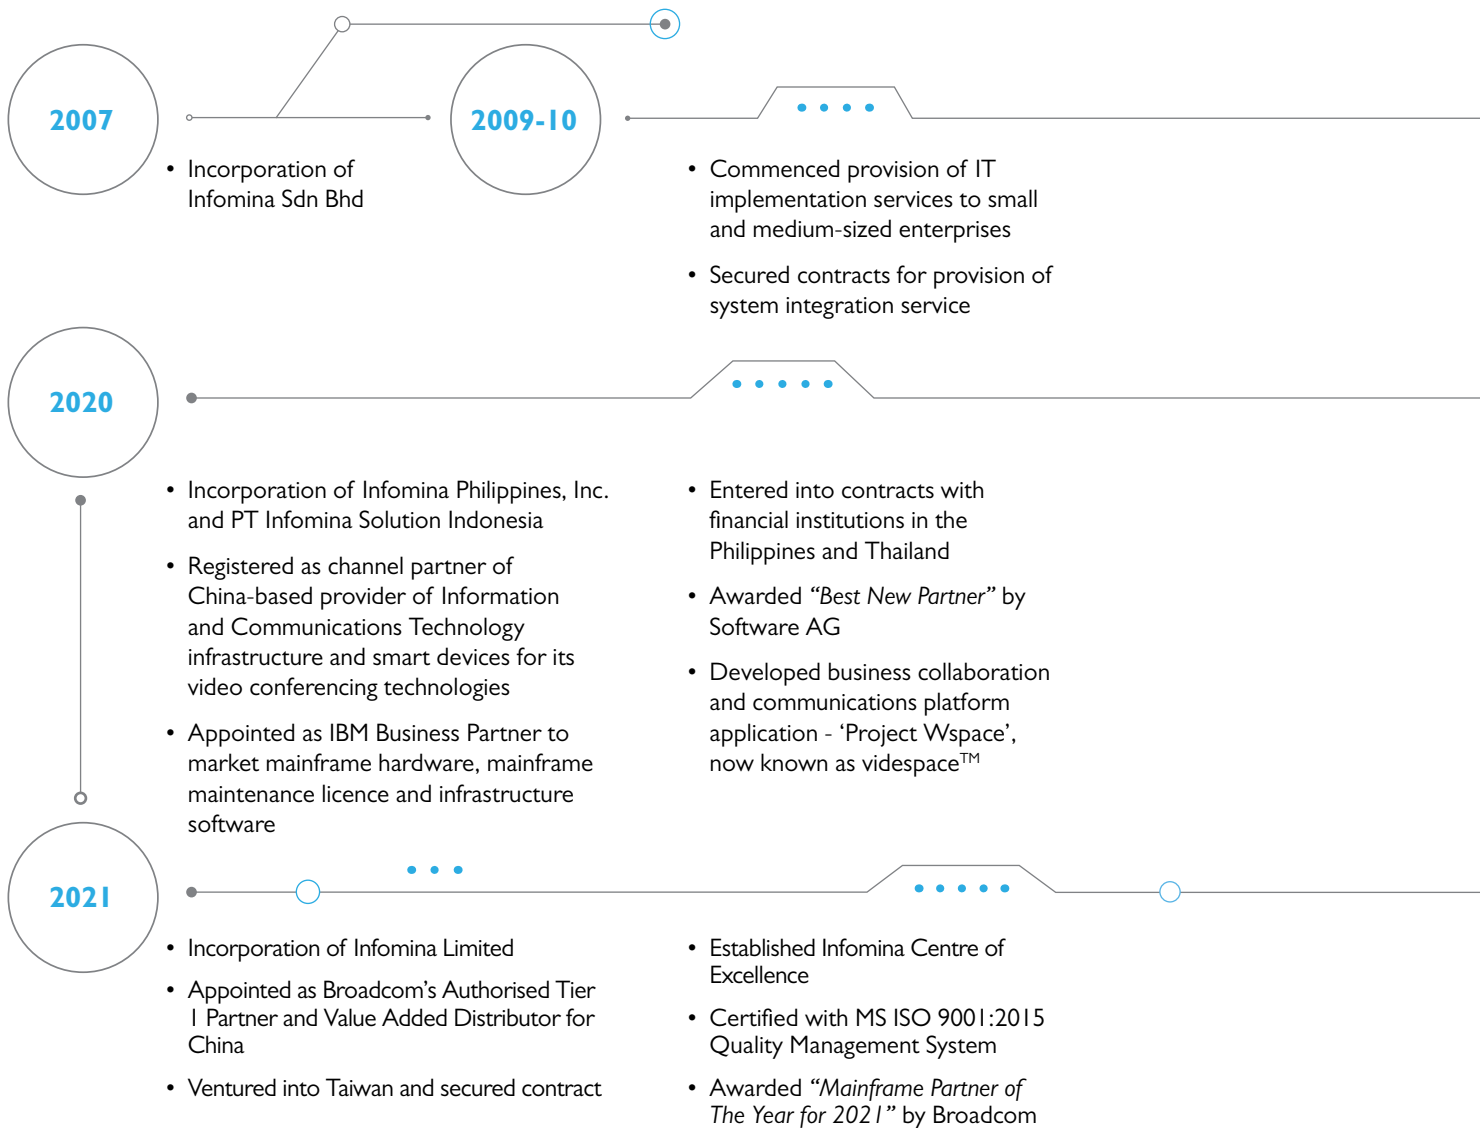 2007
• Incorporation of
Infomina Sdn Bhd
2009-10
• Commenced provision of IT
implementation services to small
and medium-sized enterprises
• Secured contracts for provision of
system integration service
2020
• Incorporation of Infomina Philippines, Inc.
and PT Infomina Solution Indonesia
• Registered as channel partner of
China-based provider of Information
and Communications Technology
infrastructure and smart devices for its
video conferencing technologies
• Appointed as IBM Business Partner to
market mainframe hardware, mainframe
maintenance licence and infrastructure
software
• Entered into contracts with
financial institutions in the
Philippines and Thailand
• Awarded “Best New Partner” by
Software AG
• Developed business collaboration
and communications platform
application - ‘Project Wspace’,
now known as videspace™
2021
• Incorporation of Infomina Limited
• Appointed as Broadcom’s Authorised Tier
1 Partner and Value Added Distributor for
China
• Ventured into Taiwan and secured contract
• Established Infomina Centre of
Excellence
• Certified with MS ISO 9001:2015
Quality Management System
• Awarded “Mainframe Partner of
The Year for 2021” by Broadcom